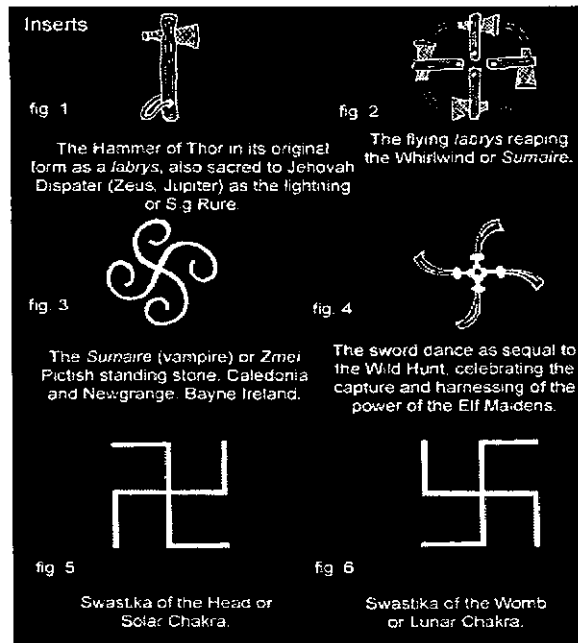 Inserts
fig 1
fig 2
The Hammer of Thor in its original
form as a labrys, also sacred to Jehovah
Dispater (Zeus, Jupiter) as the lightning
or Sig Rure.
The flying labrys reaping
the Whirlwind or Sumaire.
fig. 3
fig 4
The Sumaire (vampire) or Zmei
Pictish standing stone, Caledonia
and Newgrange, Bayne Ireland.
The sword dance as sequal to
the Wild Hunt, celebrating the
capture and harnessing of the
power of the Elf Maidens.
fig 5
fig 6
Swastika of the Head or
Solar Chakra.
Swastika of the Womb
or Lunar Chakra.